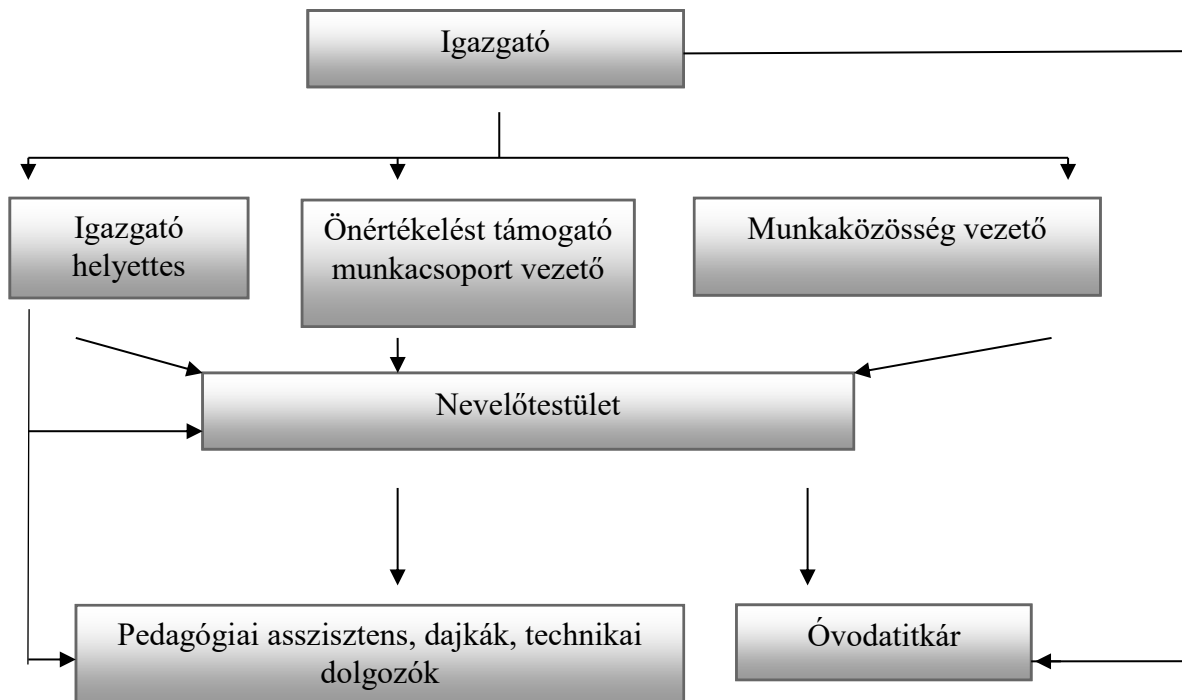 Igazgató
Igazgató
helyettes
Önértékelést támogató
munkacsoport vezető
Munkaközösség vezető
Nevelőtestület
Pedagógiai asszisztens, dajkák, technikai
dolgozók
Óvodatitkár